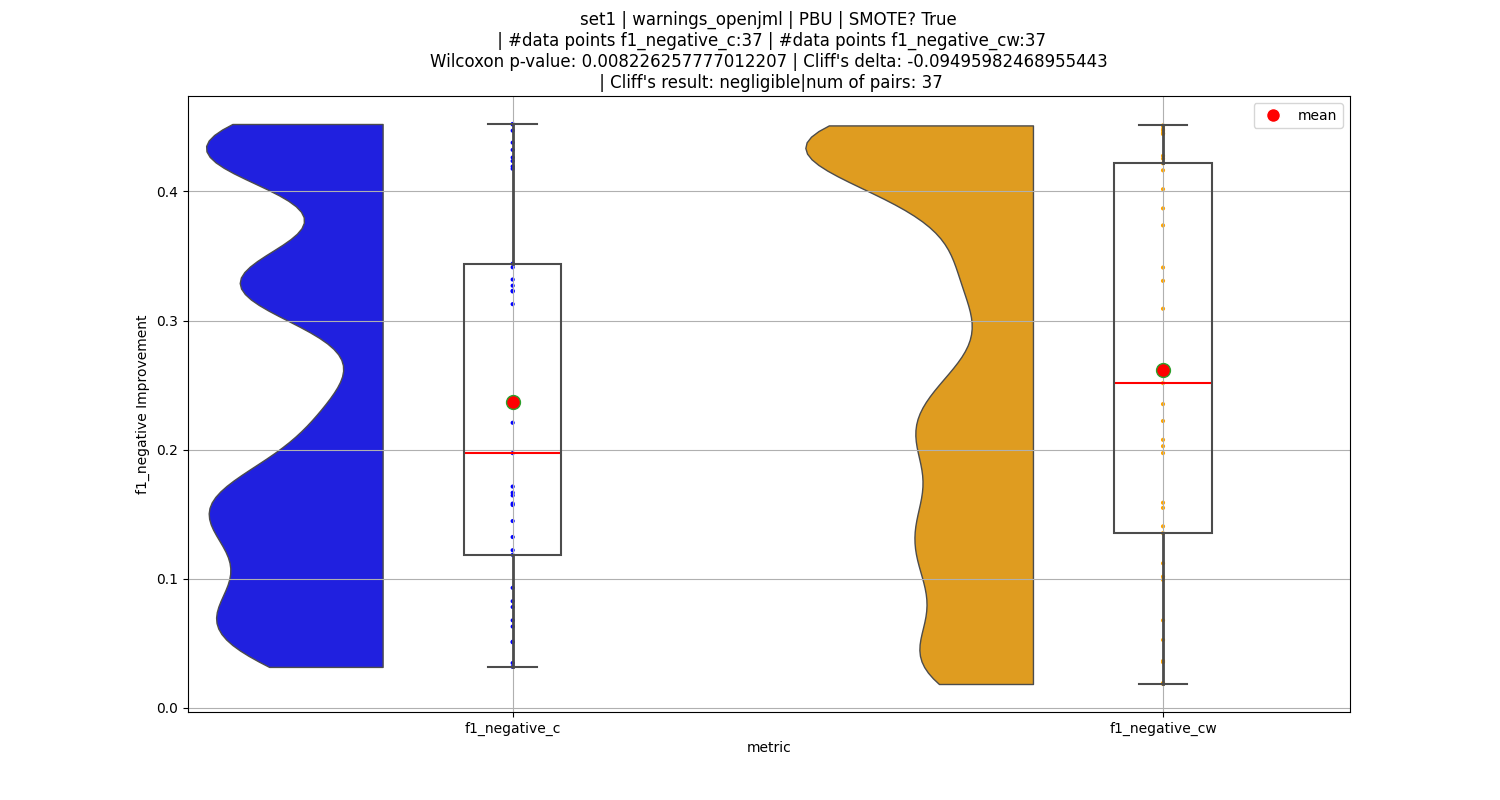 set1 | warnings_openjml | PBU | SMOTE? True
| #data points f1_negative_c:37 | #data points f1_negative_cw:37
Wilcoxon p-value: 0.008226257777012207 | Cliff's delta: -0.09495982468955443
| Cliff's result: negligible|num of pairs: 37
mean
0.4
0.3
0.2
0.1
0.0
f1_negative Improvement
f1_negative_c
f1_negative_cw
metric